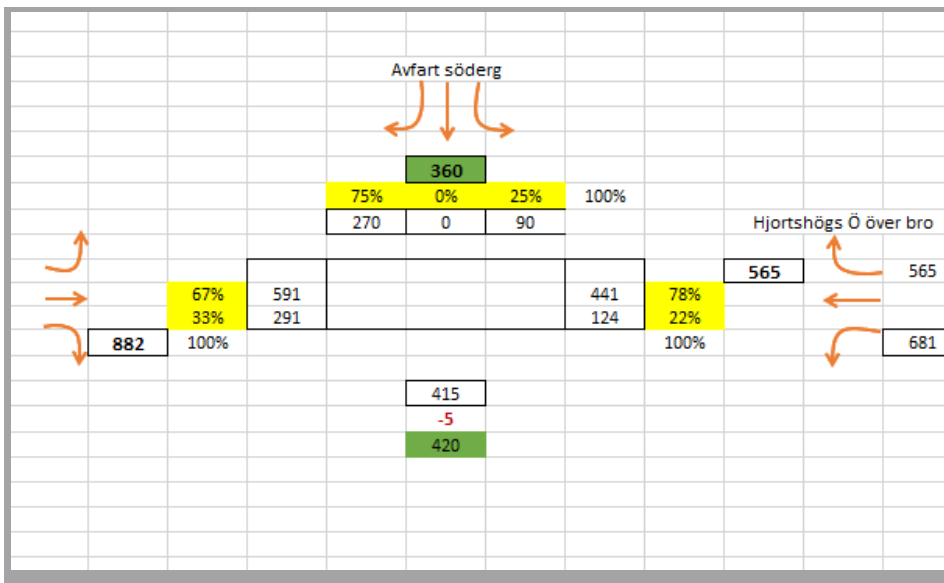 Avfart söderg
360
75% 0% 25% 100%
270 0 90 Hjortshögs Ö över bro
565 565
67% 591 441 78%
33% 291 124 22%
882 100% 100% 681
415
-5
420